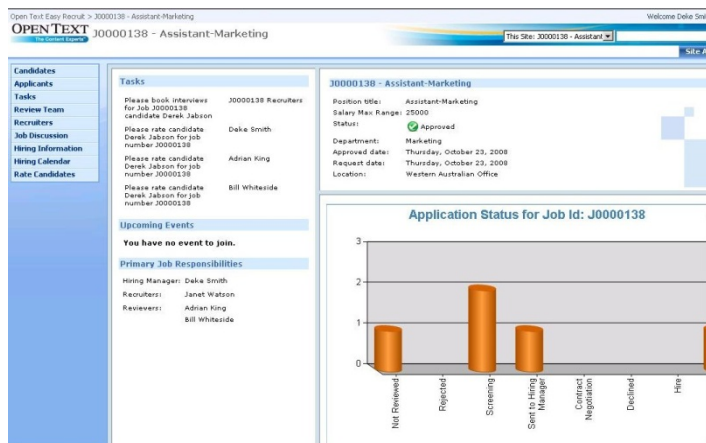 Open Text Easy Recruit > J0000138 - Assistant-Marketing
Welcome Deke Smi
OPEN TEXT
The Content Experts
J0000138 - Assistant-Marketing
This Site: J0000138 - Assistant
Site A
Candidates
Applicants
Tasks
Review Team
Recruiters
Job Discussion
Hiring Information
Hiring Calendar
Rate Candidates
Tasks
Please book interviews J0000138 Recruiters
for Job J0000138
candidate Derek Jabson
Please rate candidate Deke Smith
Derek Jabson for job
number J0000138
Please rate candidate Adrian King
Derek Jabson for job
number J0000138
Please rate candidate Bill Whiteside
Derek Jabson for job
number J0000138
Upcoming Events
You have no event to join.
Primary Job Responsibilities
Hiring Manager: Deke Smith
Recruiters: Janet Watson
Reviewers: Adrian King
Bill Whiteside
J0000138 - Assistant-Marketing
Position title: Assistant-Marketing
Salary Max Range: 25000
Status: Approved
Department: Marketing
Approved date: Thursday, October 23, 2008
Request date: Thursday, October 23, 2008
Location: Western Australian Office
Application Status for Job Id: J0000138
3
2
1
0
Not Reviewed
Rejected
Screening
Sent to Hiring
Manager
Contract
Negotiation
Declined
Hire